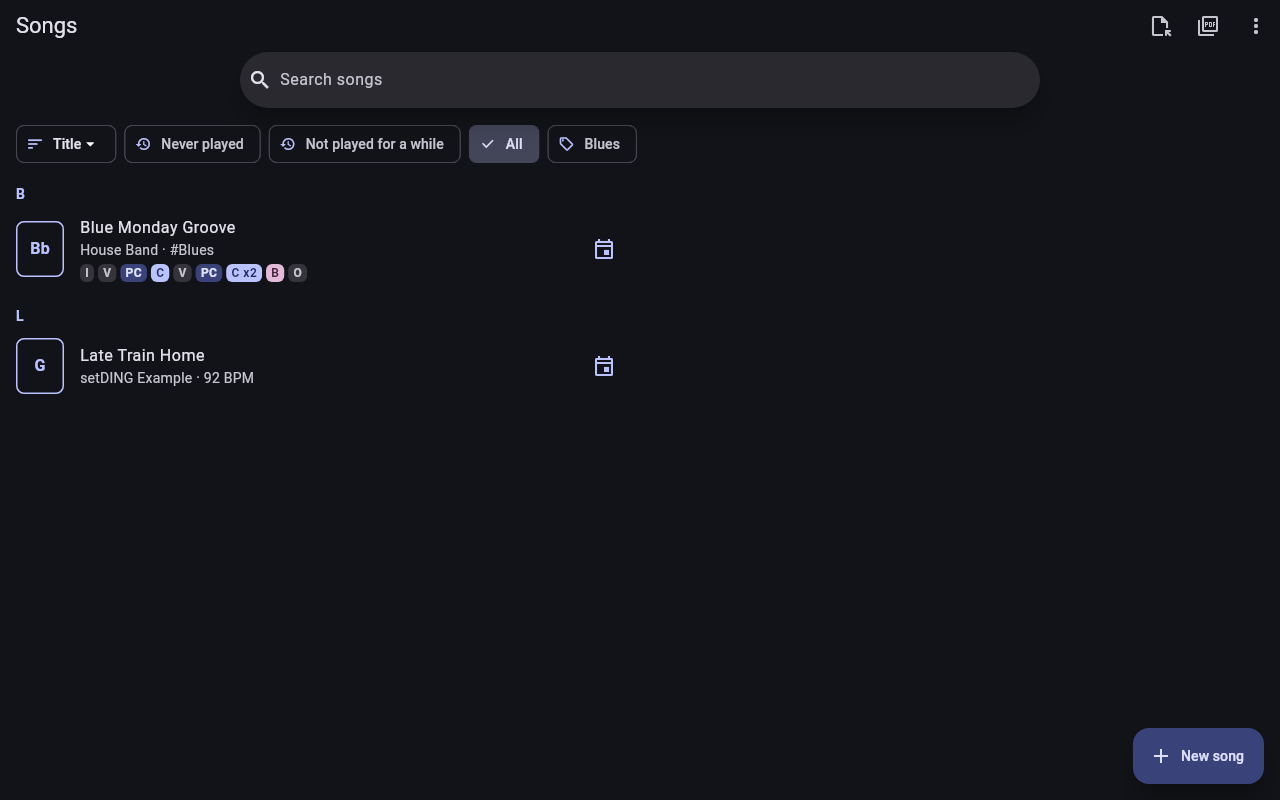 Songs
PDF
Search songs
Title
Never played
Not played for a while
All
Blues
B
Bb
Blue Monday Groove
House Band · #Blues
I V PC C V PC C x2 B O
L
G
Late Train Home
setDING Example · 92 BPM
New song